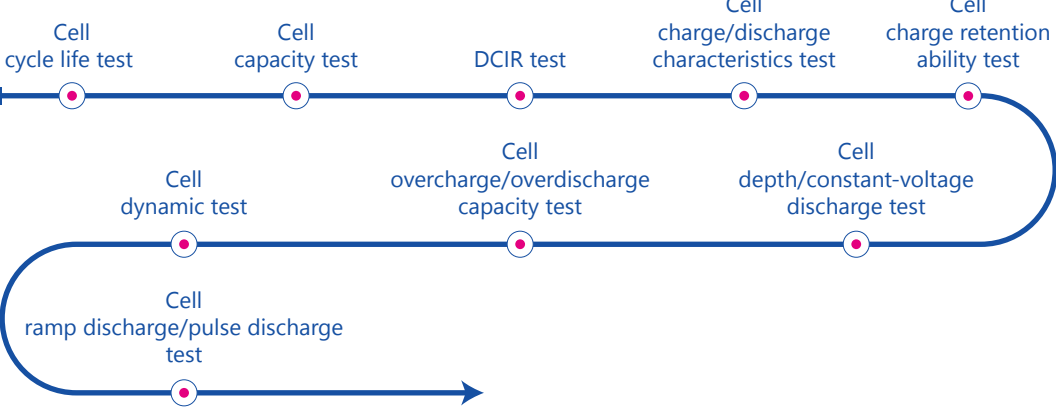 Cell
cycle life test
Cell
capacity test
DCIR test
Cell
charge/discharge
characteristics test
Cell
charge retention
ability test
Cell
depth/constant-voltage
discharge test
Cell
overcharge/overdischarge
capacity test
Cell
dynamic test
Cell
ramp discharge/pulse discharge
test